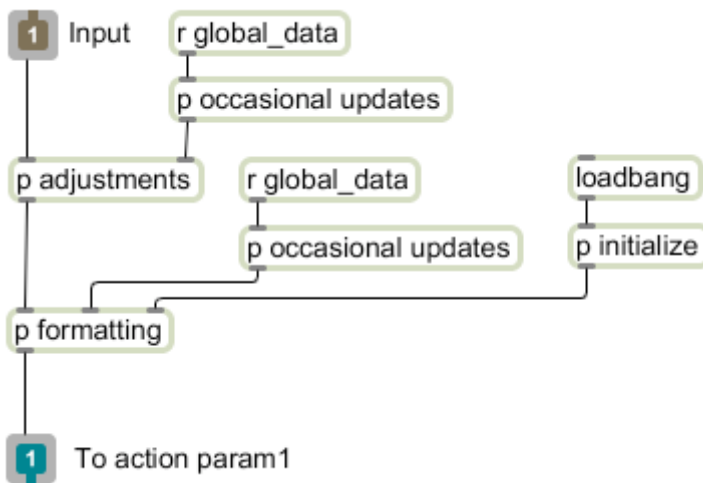 1 Input r global_data
p occasional updates
p adjustments r global_data loadbang
p occasional updates p initialize
p formatting
1 To action param1